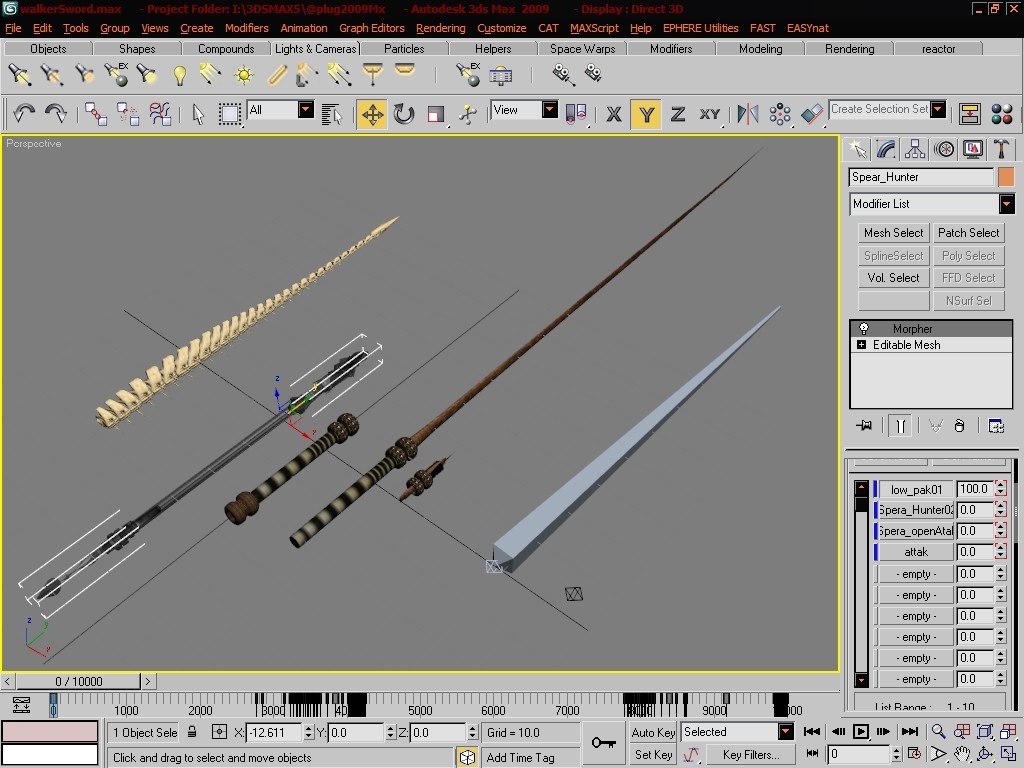 walkerSword.max - Project Folder: I:\3DSMAX5\@plug2009Mx - Autodesk 3ds Max 2009 - Display : Direct 3D
File Edit Tools Group Views Create Modifiers Animation Graph Editors Rendering Customize CAT MAXScript Help EPHERE Utilities FAST EASYnat
Objects Shapes Compounds Lights & Cameras Particles Helpers Space Warps Modifiers Modeling Rendering reactor
EX EX
All View X Y Z XY Create Selection Set
Perspective
Spear_Hunter
Modifier List
Mesh Select Patch Select
SplineSelect Poly Select
Vol. Select FFD Select
NSurf Sel
Morpher
Editable Mesh
low_pak01 100.0
Spera_Hunter02 0.0
Spera_openAtal 0.0
attak 0.0
- empty - 0.0
- empty - 0.0
- empty - 0.0
- empty - 0.0
- empty - 0.0
- empty - 0.0
List Range: 1 - 10
z
y
z
y
< 0 / 10000 >
0 1000 2000 3000 5000 6000 7000 9000 10000
1 Object Sele X: -12.611 Y: 0.0 Z: 0.0 Grid = 10.0 Auto Key Selected
Click and drag to select and move objects Add Time Tag Set Key Key Filters... 0